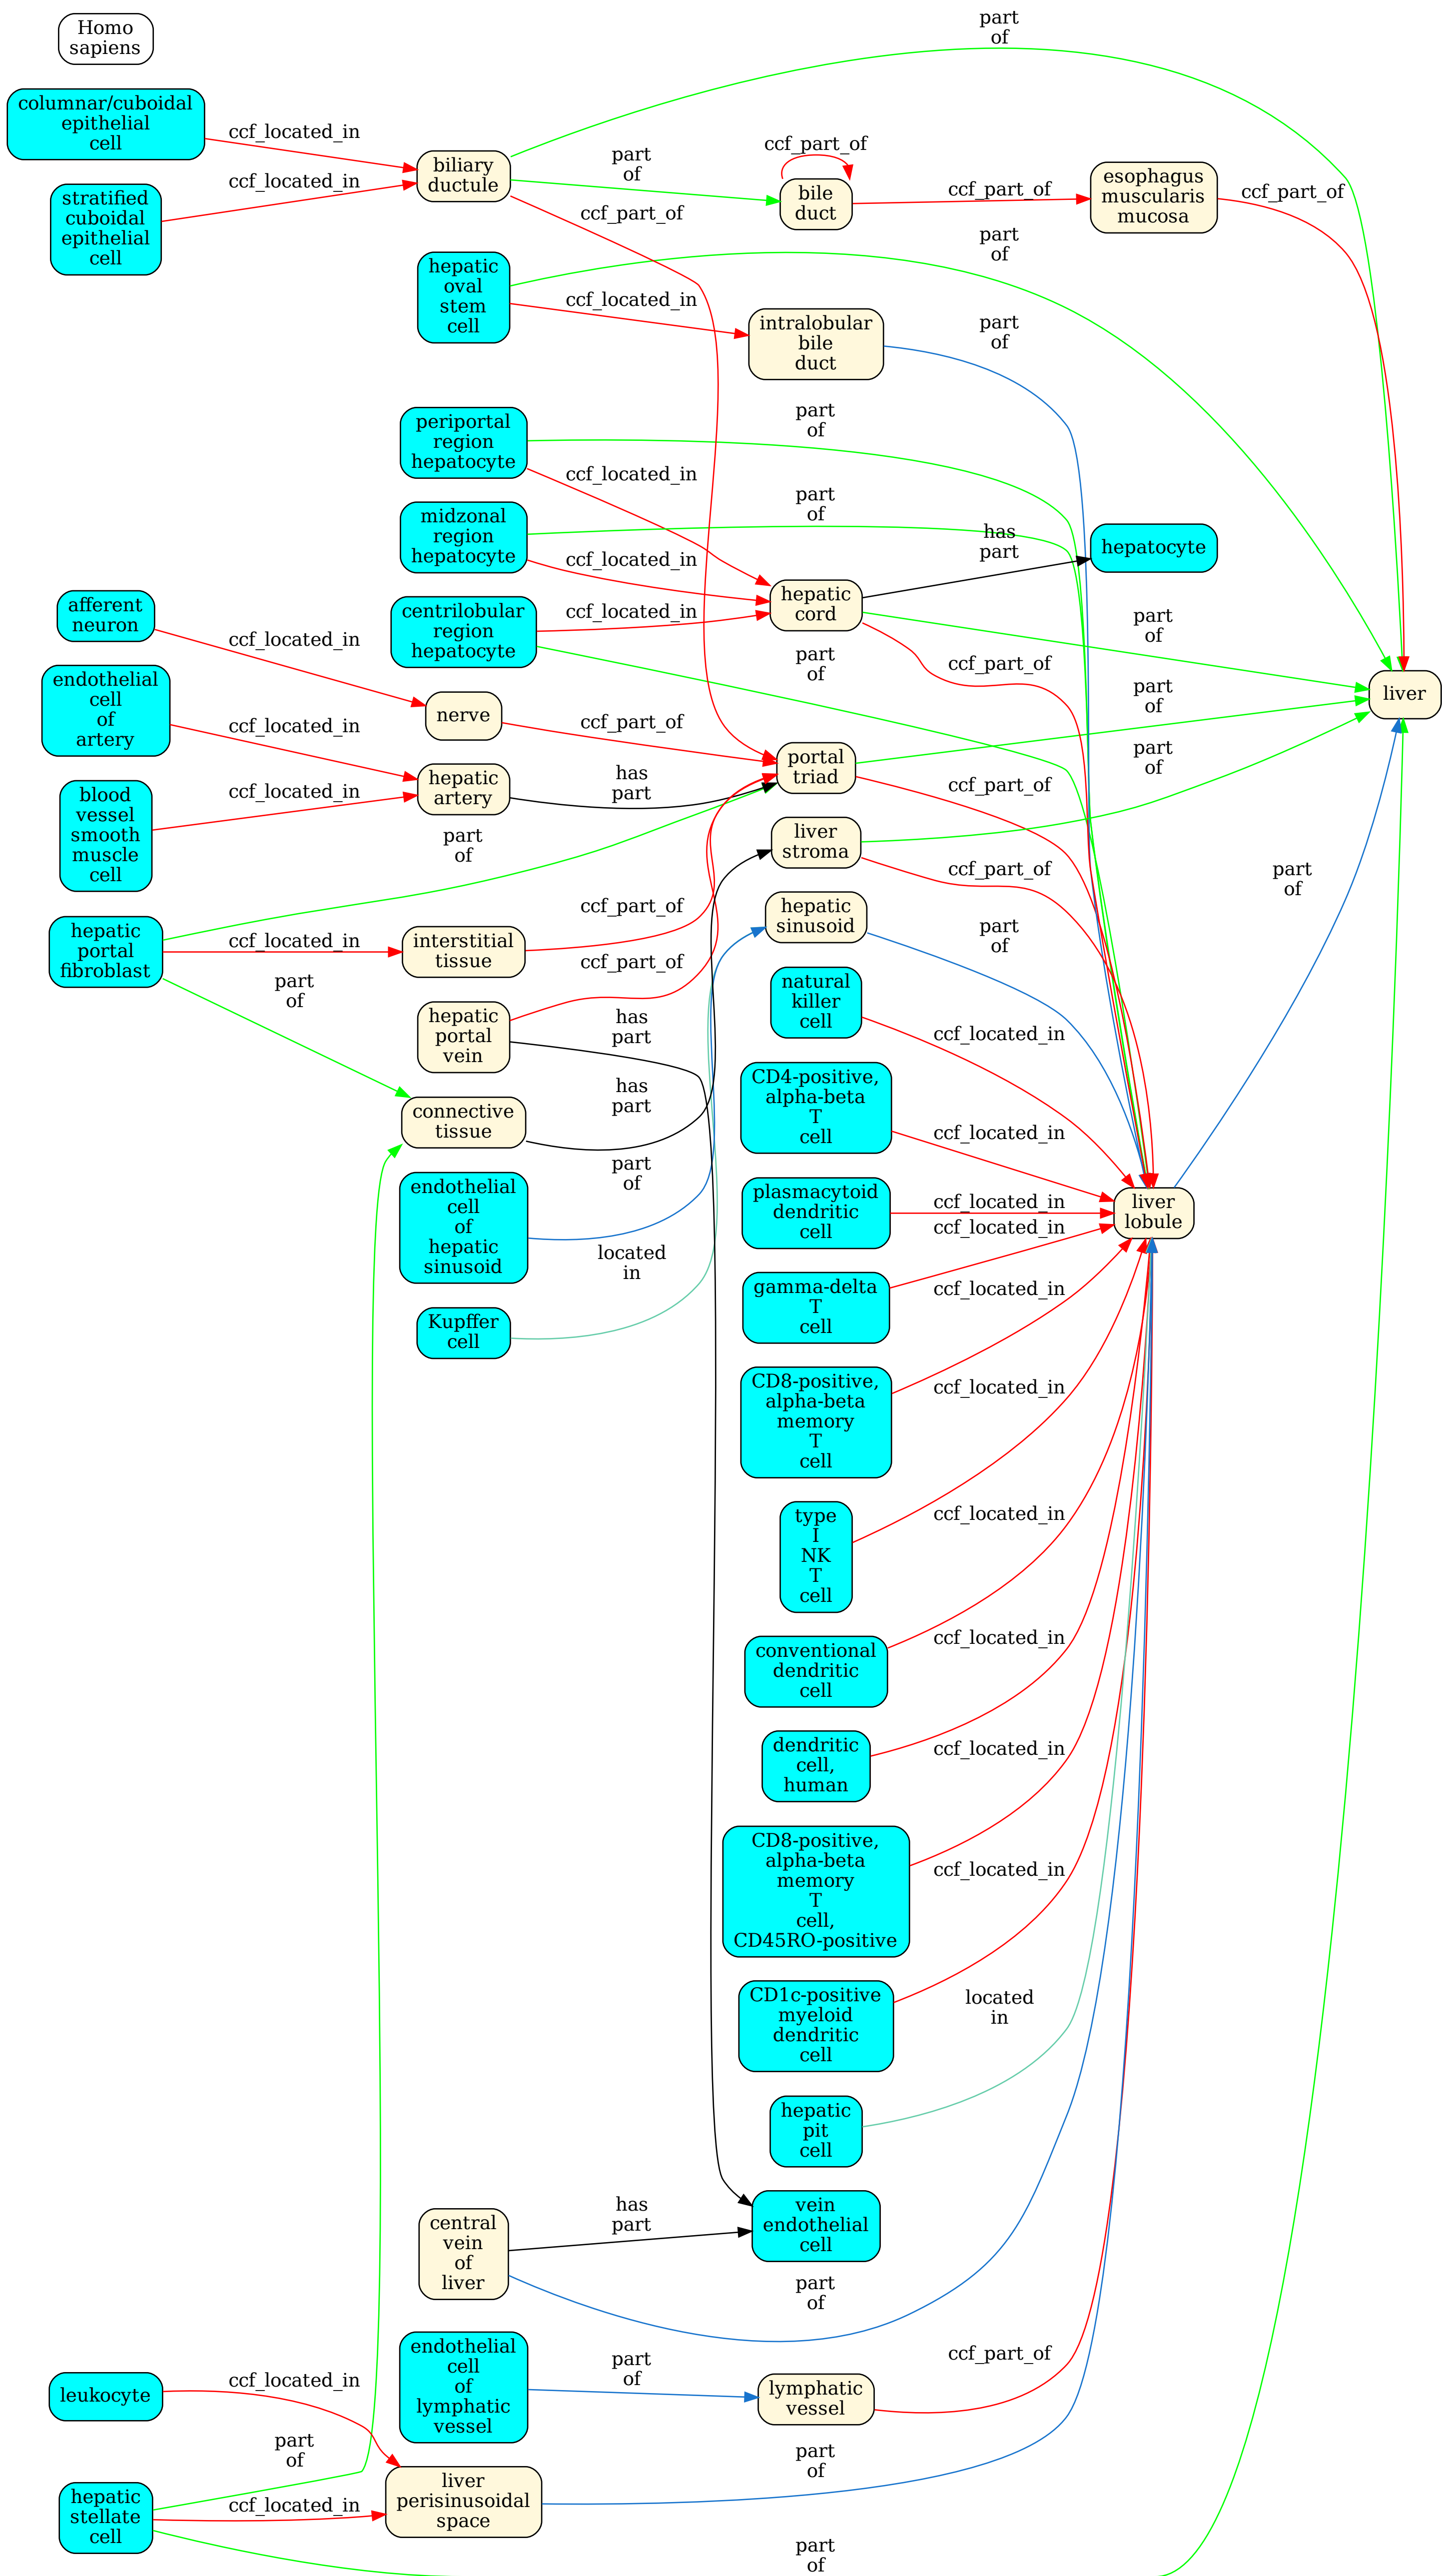 Homo
sapiens
columnar/cuboidal
epithelial
cell
ccf_located_in
stratified
cuboidal
epithelial
cell
ccf_located_in
biliary
ductule
part
of
part
of
ccf_part_of
ccf_part_of
bile
duct
ccf_part_of
esophagus
muscularis
mucosa
ccf_part_of
hepatic
oval
stem
cell
part
of
ccf_located_in
intralobular
bile
duct
part
of
periportal
region
hepatocyte
part
of
ccf_located_in
midzonal
region
hepatocyte
part
of
ccf_located_in
centrilobular
region
hepatocyte
ccf_located_in
part
of
hepatic
cord
has
part
hepatocyte
part
of
ccf_part_of
afferent
neuron
ccf_located_in
nerve
ccf_part_of
endothelial
cell
of
artery
ccf_located_in
blood
vessel
smooth
muscle
cell
ccf_located_in
hepatic
artery
has
part
portal
triad
part
of
ccf_part_of
liver
part
of
liver
stroma
part
of
ccf_part_of
hepatic
portal
fibroblast
part
of
ccf_located_in
part
of
interstitial
tissue
ccf_part_of
hepatic
sinusoid
part
of
hepatic
portal
vein
ccf_part_of
has
part
connective
tissue
has
part
endothelial
cell
of
hepatic
sinusoid
part
of
Kupffer
cell
located
in
natural
killer
cell
ccf_located_in
CD4-positive,
alpha-beta
T
cell
ccf_located_in
plasmacytoid
dendritic
cell
ccf_located_in
liver
lobule
gamma-delta
T
cell
ccf_located_in
CD8-positive,
alpha-beta
memory
T
cell
ccf_located_in
type
I
NK
T
cell
ccf_located_in
conventional
dendritic
cell
ccf_located_in
dendritic
cell,
human
ccf_located_in
CD8-positive,
alpha-beta
memory
T
cell,
CD45RO-positive
ccf_located_in
CD1c-positive
myeloid
dendritic
cell
ccf_located_in
hepatic
pit
cell
located
in
central
vein
of
liver
has
part
vein
endothelial
cell
part
of
endothelial
cell
of
lymphatic
vessel
part
of
lymphatic
vessel
ccf_part_of
leukocyte
ccf_located_in
hepatic
stellate
cell
part
of
ccf_located_in
liver
perisinusoidal
space
part
of
part
of